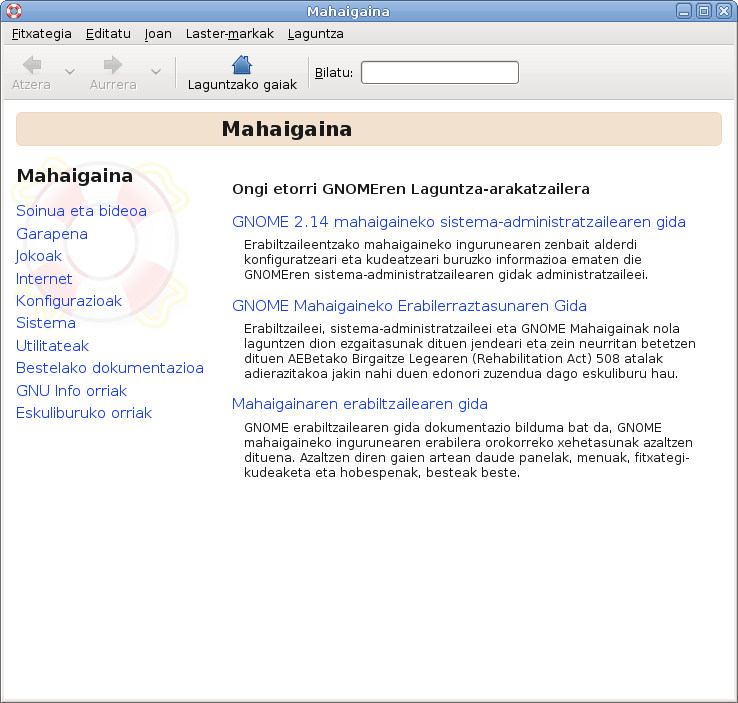 Mahaigaina
Fitxategia Editatu Joan Laster-markak Laguntza
Atzera Aurrera Laguntzako gaiak Bilatu:
Mahaigaina
Mahaigaina
Soinua eta bideoa
Garapena
Jokoak
Internet
Konfigurazioak
Sistema
Utilitateak
Bestelako dokumentazioa
GNU Info orriak
Eskuliburuko orriak
Ongi etorri GNOMEren Laguntza-arakatzailera
GNOME 2.14 mahaigaineko sistema-administratzailearen gida
Erabiltzaileentzako mahaigaineko ingurunearen zenbait alderdi
konfiguratzeari eta kudeatzeari buruzko informazioa ematen die
GNOMEren sistema-administratzailearen gidak administratzaileei.
GNOME Mahaigaineko Erabilerraztasunaren Gida
Erabiltzaileei, sistema-administratzaileei eta GNOME Mahaigainak nola
laguntzen dion ezgaitasunak dituen jendeari eta zein neurritan betetzen
dituen AEBetako Birgaitze Legearen (Rehabilitation Act) 508 atalak
adierazitakoa jakin nahi duen edonori zuzendua dago eskuliburu hau.
Mahaigainaren erabiltzailearen gida
GNOME erabiltzailearen gida dokumentazio bilduma bat da, GNOME
mahaigaineko ingurunearen erabilera orokorreko xehetasunak azaltzen
dituena. Azaltzen diren gaien artean daude panelak, menuak, fitxategi-
kudeaketa eta hobespenak, besteak beste.